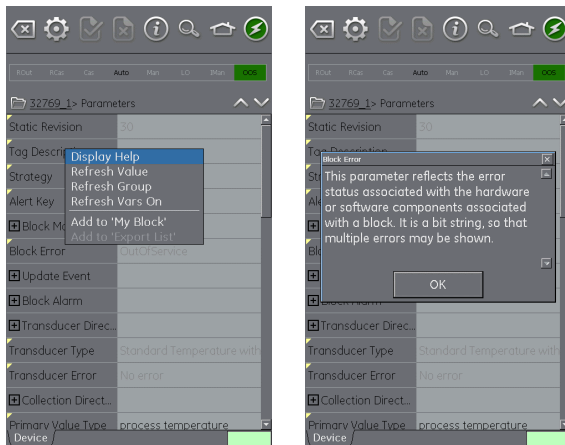 ROut RCas Cas Auto Man LO IMan OOS
32769_1> Parameters
Static Revision 30
Tag Description
Display Help
Refresh Value
Strategy
Refresh Group
Alert Key
Refresh Vars On
Add to 'My Block'
Block Mo
Add to 'Export List'
Block Error OutOfService
Update Event
Block Alarm
Transducer Direc...
Transducer Type Standard Temperature with
Transducer Error No error
Collection Direct...
Primary Value Type process temperature
Device
ROut RCas Cas Auto Man LO IMan OOS
32769_1> Parameters
Static Revision 30
Tag Description
Block Error
This parameter reflects the error
status associated with the hardware
or software components associated
with a block. It is a bit string, so that
multiple errors may be shown.
OK
Block Alarm
Transducer Direc...
Transducer Type Standard Temperature with
Transducer Error No error
Collection Direct...
Primary Value Type process temperature
Device